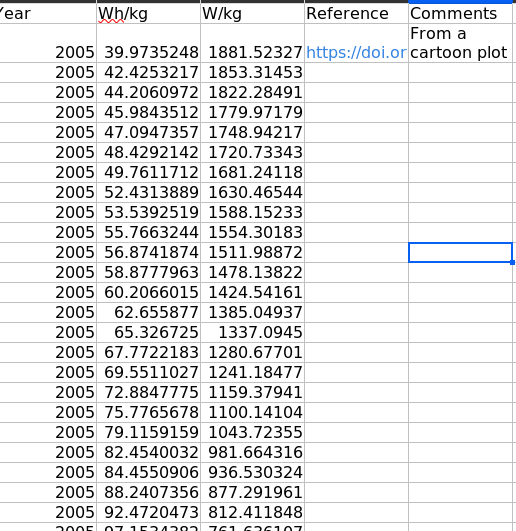 Year Wh/kg W/kg Reference Comments
From a
2005 39.9735248 1881.52327 https://doi.or cartoon plot
2005 42.4253217 1853.31453
2005 44.2060972 1822.28491
2005 45.9843512 1779.97179
2005 47.0947357 1748.94217
2005 48.4292142 1720.73343
2005 49.7611712 1681.24118
2005 52.4313889 1630.46544
2005 53.5392519 1588.15233
2005 55.7663244 1554.30183
2005 56.8741874 1511.98872
2005 58.8777963 1478.13822
2005 60.2066015 1424.54161
2005 62.655877 1385.04937
2005 65.326725 1337.0945
2005 67.7722183 1280.67701
2005 69.5511027 1241.18477
2005 72.8847775 1159.37941
2005 75.7765678 1100.14104
2005 79.1159159 1043.72355
2005 82.4540032 981.664316
2005 84.4550906 936.530324
2005 88.2407356 877.291961
2005 92.4720473 812.411848
2005 97.1534382 761.636107